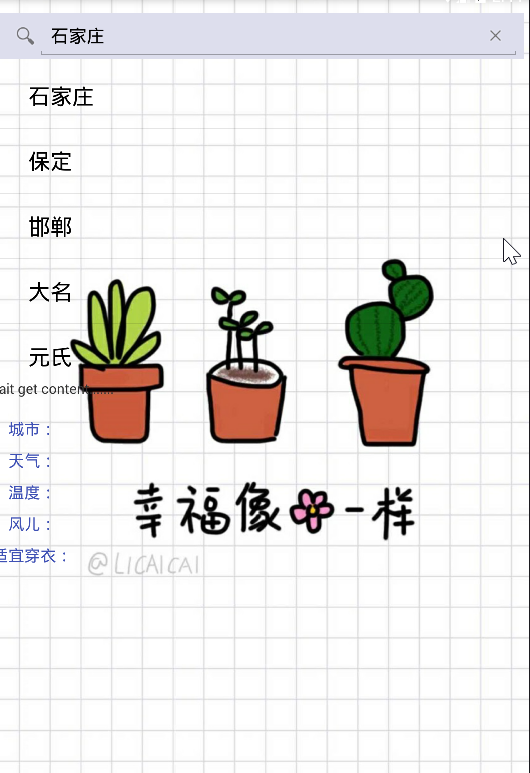 石家庄
石家庄
保定
邯郸
大名
元氏
ait get content......
城市：
天气：
温度：
风儿：
适宜穿衣：
幸福像一样
@LICAICAI